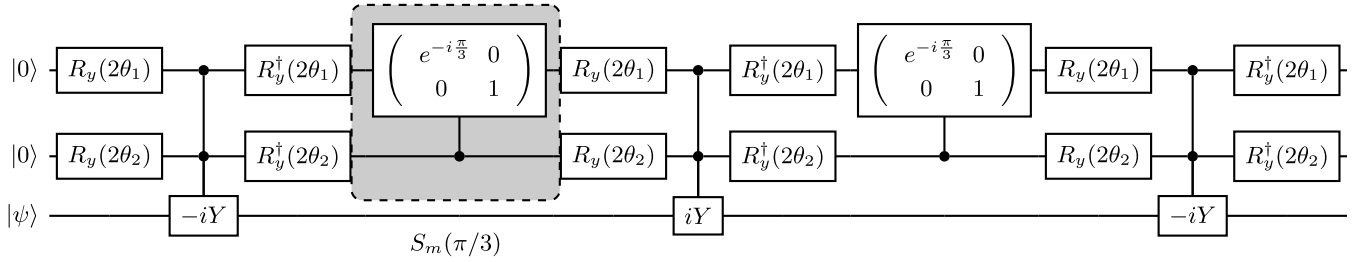 |0⟩ R_y(2θ_1) R_y^†(2θ_1) ( e^{-i π/3} 0 R_y(2θ_1) R_y^†(2θ_1) ( e^{-i π/3} 0 R_y(2θ_1) R_y^†(2θ_1)
0 1 ) 0 1 )
|0⟩ R_y(2θ_2) R_y^†(2θ_2) R_y(2θ_2) R_y^†(2θ_2) R_y(2θ_2) R_y^†(2θ_2)
|ψ⟩ −iY iY −iY
S_m(π/3)